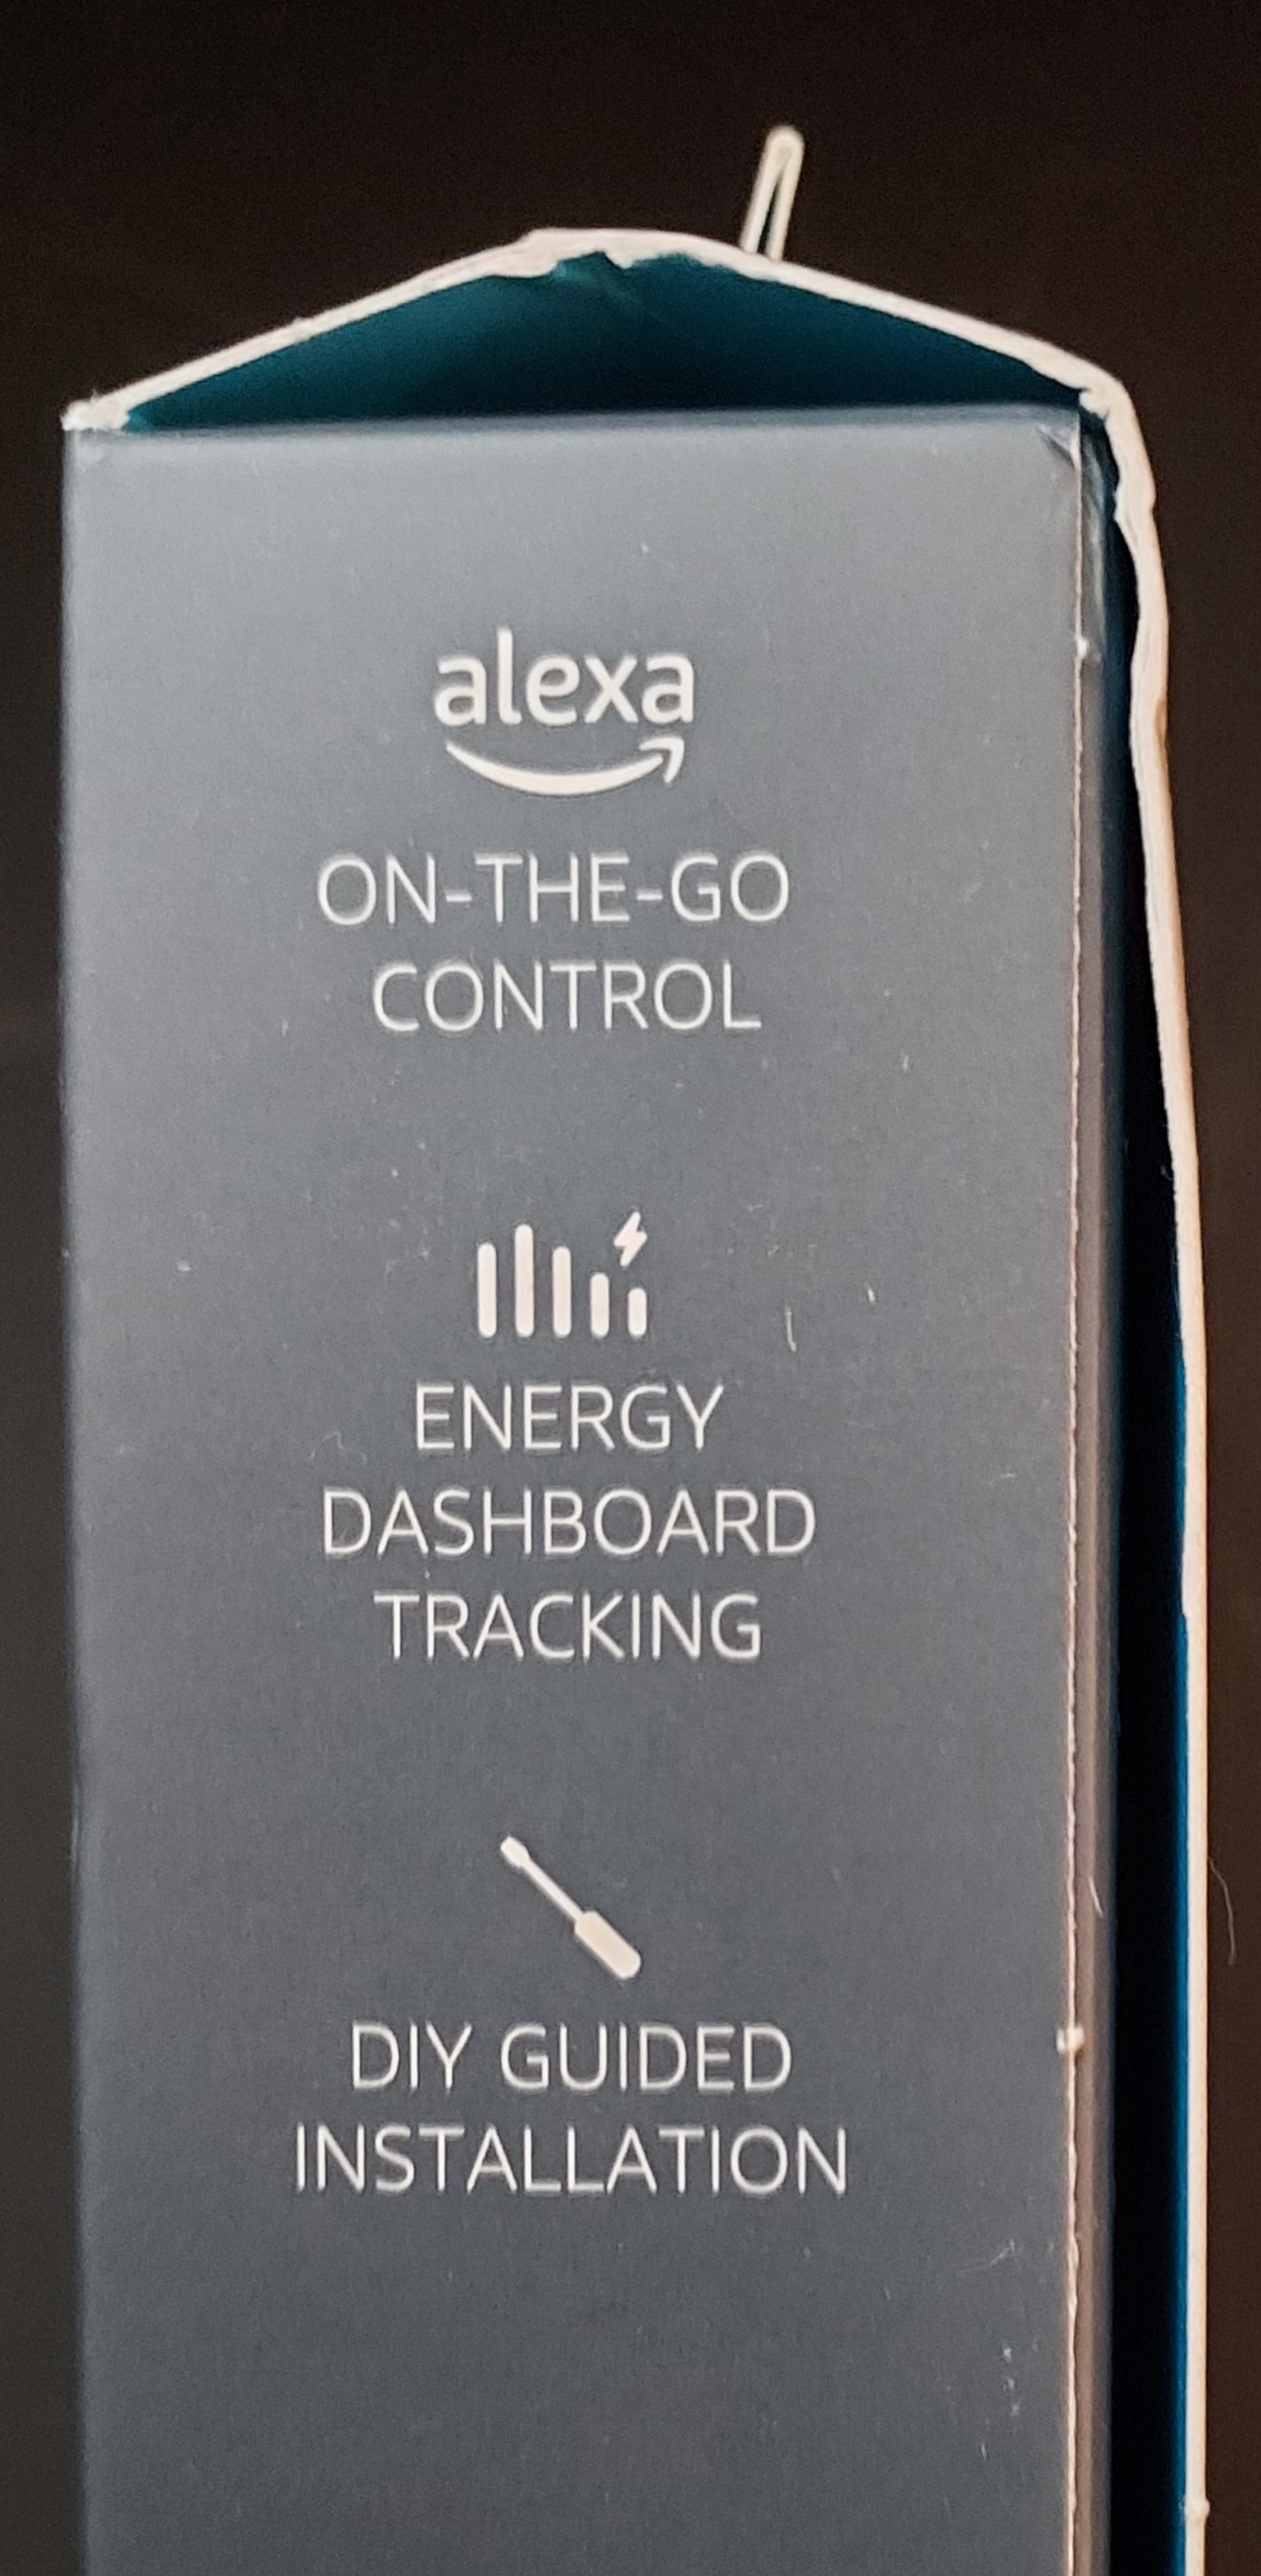 alexa
ON-THE-GO
CONTROL
ENERGY
DASHBOARD
TRACKING
DIY GUIDED
INSTALLATION